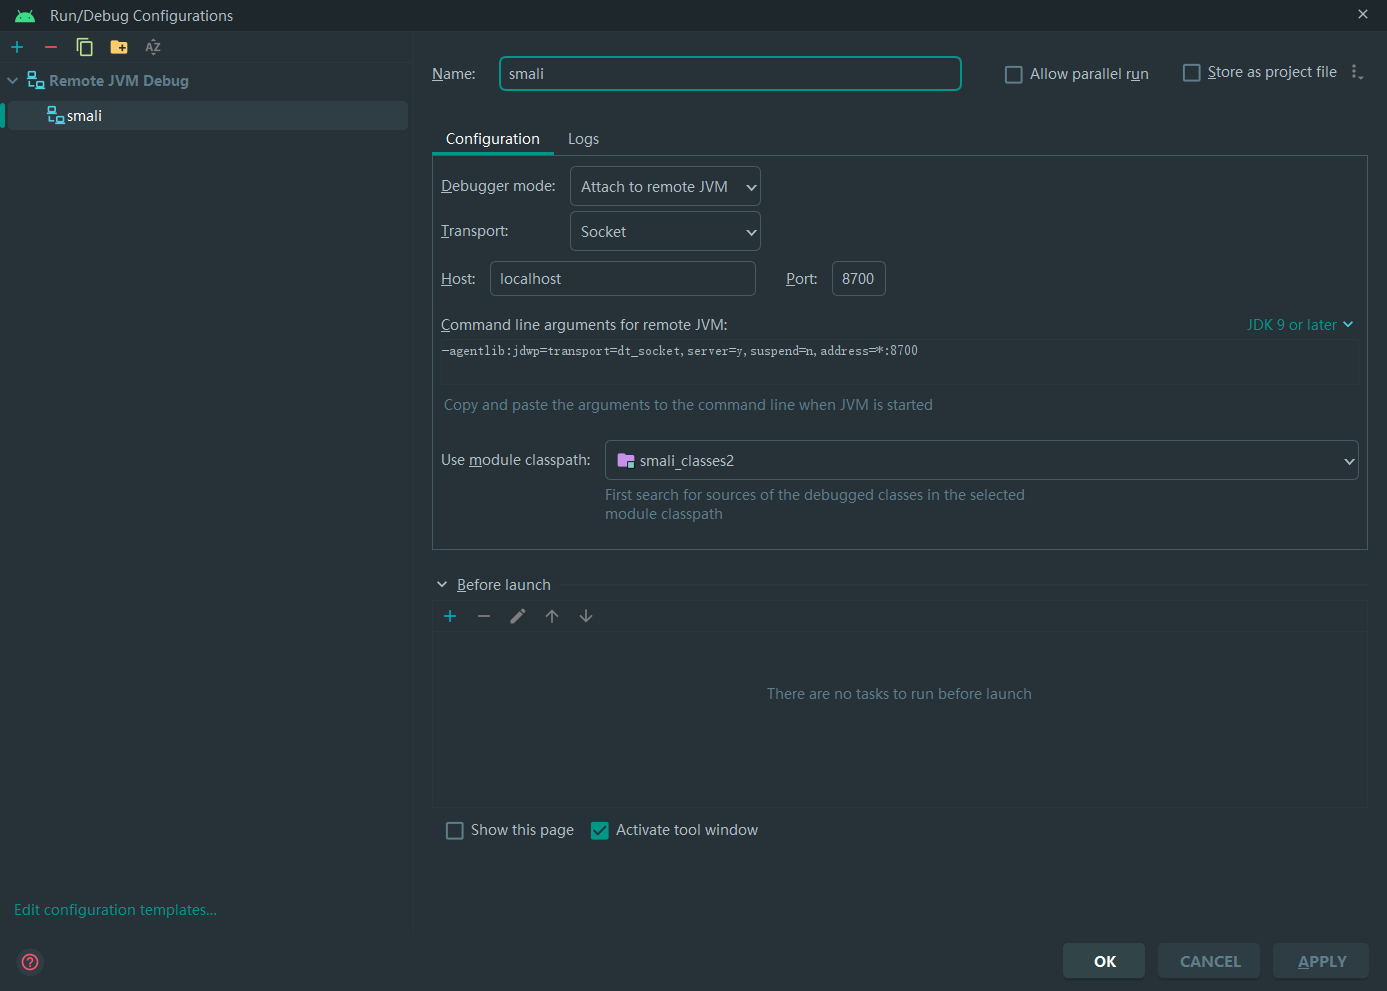 Run/Debug Configurations
AZ
Remote JVM Debug
smali
Name:
smali
Allow parallel run
Store as project file
Configuration
Logs
Debugger mode:
Attach to remote JVM
Transport:
Socket
Host:
localhost
Port:
8700
Command line arguments for remote JVM:
JDK 9 or later
-agentlib:jdwp=transport=dt_socket,server=y,suspend=n,address=*:8700
Copy and paste the arguments to the command line when JVM is started
Use module classpath:
smali_classes2
First search for sources of the debugged classes in the selected
module classpath
Before launch
There are no tasks to run before launch
Show this page
Activate tool window
Edit configuration templates...
OK
CANCEL
APPLY